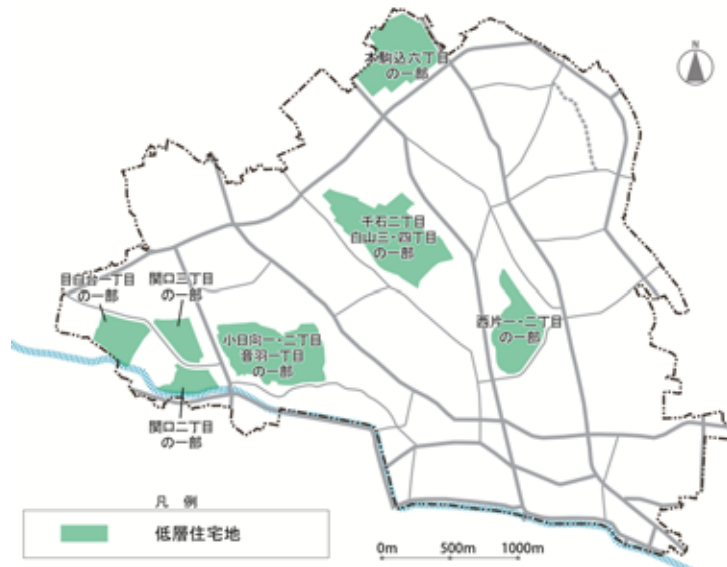 本駒込六丁目
の一部
N
千石二丁目
白山三・四丁目
の一部
目白台一丁目
の一部
関口三丁目
の一部
小日向一・二丁目
音羽一丁目
の一部
西片一・二丁目
の一部
関口二丁目
の一部
凡 例
低層住宅地
0m 500m 1000m